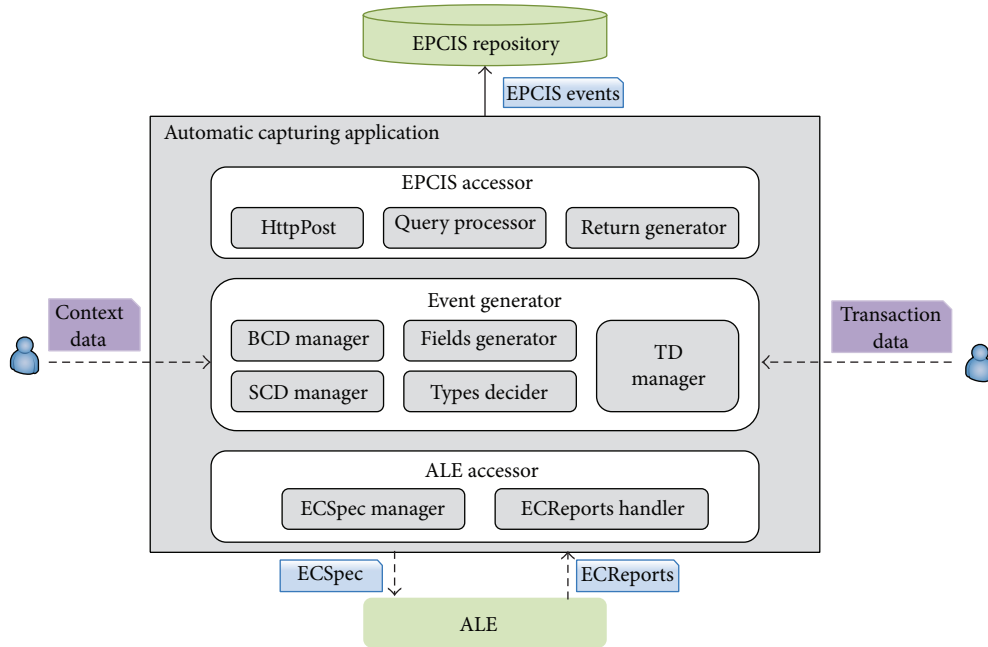 EPCIS repository
EPCIS events
Automatic capturing application
EPCIS accessor
HttpPost
Query processor
Return generator
Context
data
Event generator
BCD manager
Fields generator
TD
manager
SCD manager
Types decider
Transaction
data
ALE accessor
ECSpec manager
ECReports handler
ECSpec
ECReports
ALE